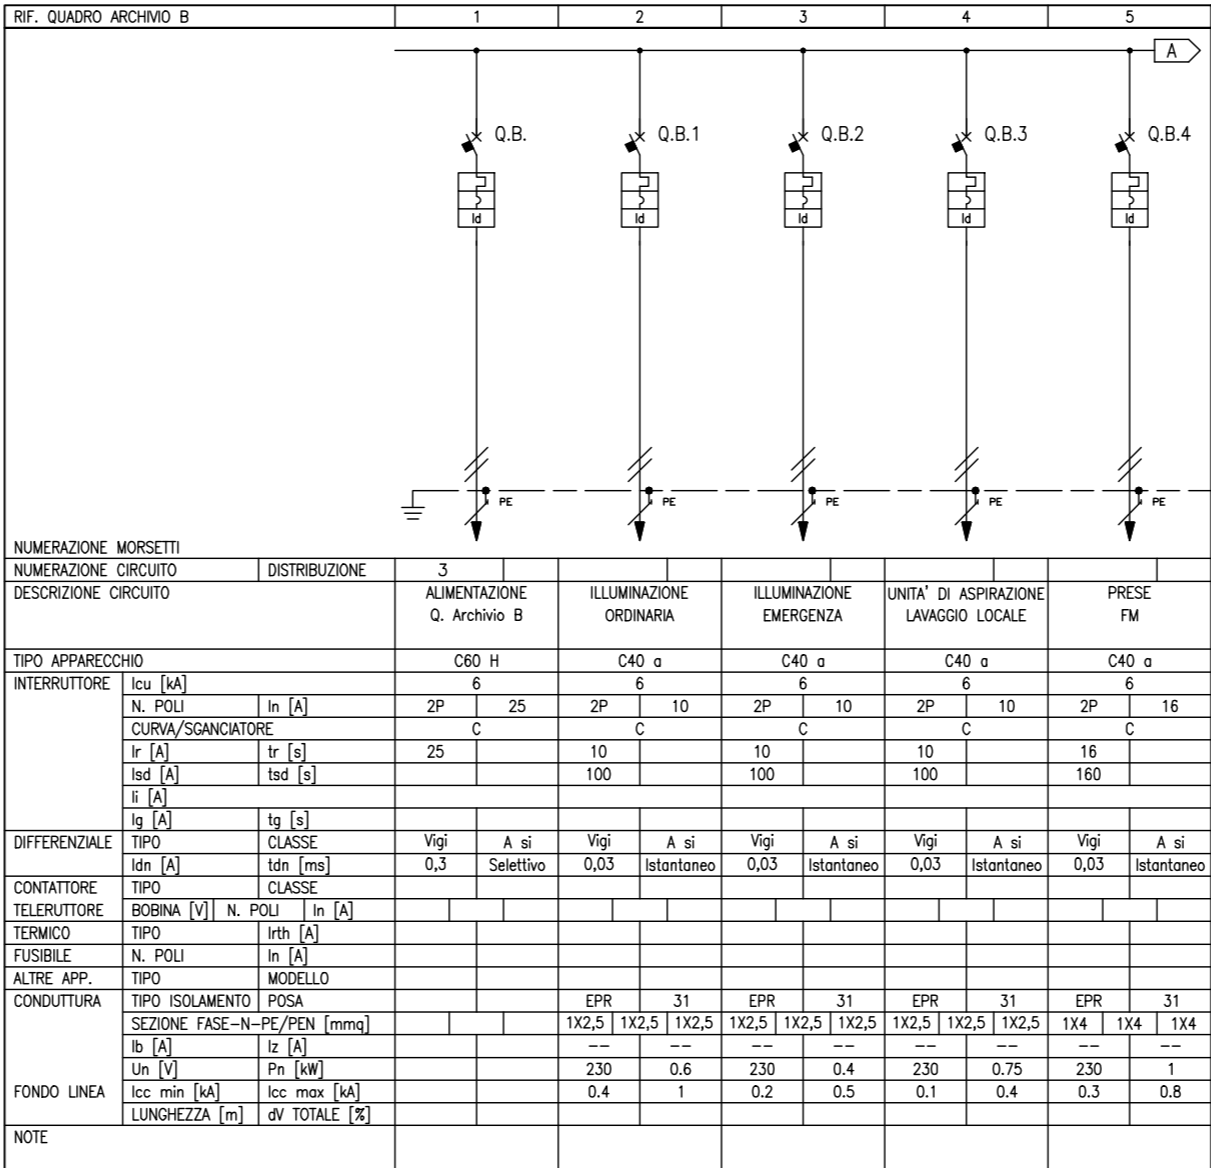 RIF. QUADRO ARCHIVIO B 1 2 3 4 5
A
Q.B. Q.B.1 Q.B.2 Q.B.3 Q.B.4
Id Id Id Id Id
PE PE PE PE PE
NUMERAZIONE MORSETTI
NUMERAZIONE CIRCUITO DISTRIBUZIONE 3
DESCRIZIONE CIRCUITO ALIMENTAZIONE ILLUMINAZIONE ILLUMINAZIONE UNITA' DI ASPIRAZIONE PRESE
Q. Archivio B ORDINARIA EMERGENZA LAVAGGIO LOCALE FM
TIPO APPARECCHIO C60 H C40 a C40 a C40 a C40 a
INTERRUTTORE Icu [kA] 6 6 6 6 6
N. POLI In [A] 2P 25 2P 10 2P 10 2P 10 2P 16
CURVA/SGANCIATORE C C C C C
Ir [A] tr [s] 25 10 10 10 16
Isd [A] tsd [s] 100 100 100 160
Ii [A]
Ig [A] tg [s]
DIFFERENZIALE TIPO CLASSE Vigi A si Vigi A si Vigi A si Vigi A si Vigi A si
Idn [A] tdn [ms] 0,3 Selettivo 0,03 Istantaneo 0,03 Istantaneo 0,03 Istantaneo 0,03 Istantaneo
CONTATTORE TIPO CLASSE
TELERUTTORE BOBINA [V] N. POLI In [A]
TERMICO TIPO Irth [A]
FUSIBILE N. POLI In [A]
ALTRE APP. TIPO MODELLO
CONDUTTURA TIPO ISOLAMENTO POSA EPR 31 EPR 31 EPR 31 EPR 31
SEZIONE FASE-N-PE/PEN [mmq] 1X2,5 1X2,5 1X2,5 1X2,5 1X2,5 1X2,5 1X2,5 1X2,5 1X2,5 1X4 1X4 1X4
Ib [A] Iz [A] -- -- -- -- -- -- -- --
Un [V] Pn [kW] 230 0.6 230 0.4 230 0.75 230 1
FONDO LINEA Icc min [kA] Icc max [kA] 0.4 1 0.2 0.5 0.1 0.4 0.3 0.8
LUNGHEZZA [m] dV TOTALE [%]
NOTE